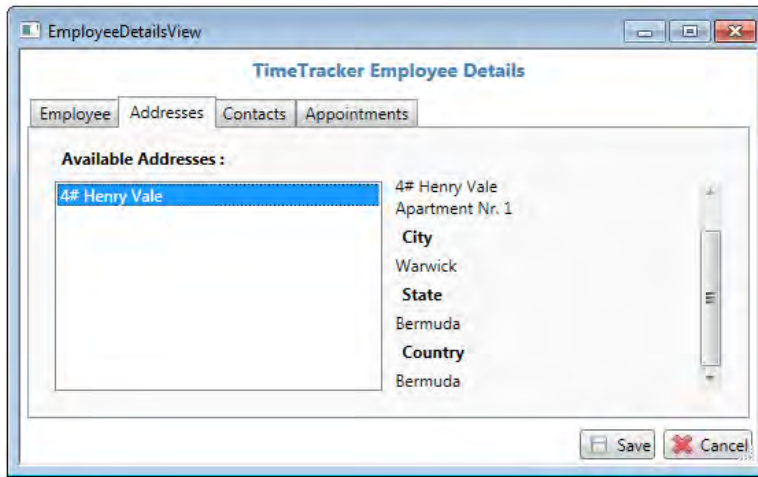 EmployeeDetailsView
TimeTracker Employee Details
Employee Addresses Contacts Appointments
Available Addresses :
4# Henry Vale
4# Henry Vale
Apartment Nr. 1
City
Warwick
State
Bermuda
Country
Bermuda
Save Cancel